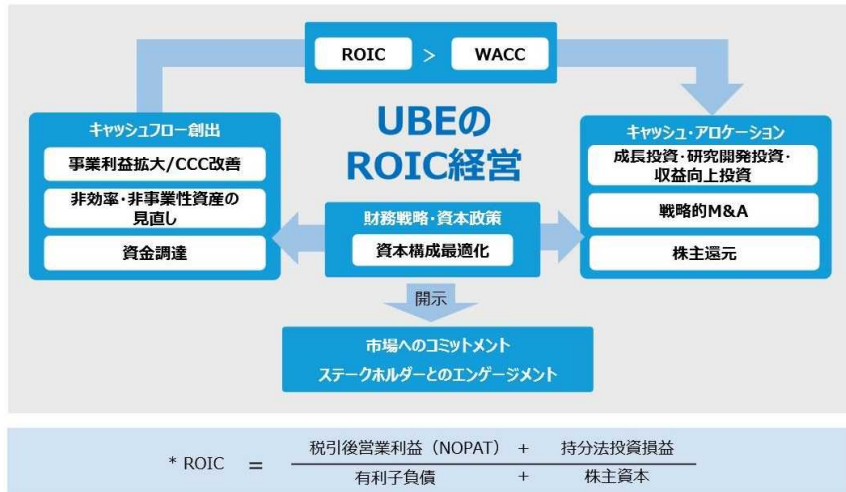 ROIC > WACC
UBEの
ROIC経営
キャッシュフロー創出
事業利益拡大/CCC改善
非効率・非事業性資産の
見直し
資金調達
財務戦略・資本政策
資本構成最適化
キャッシュ・アロケーション
成長投資・研究開発投資・
収益向上投資
戦略的M&A
株主還元
開示
市場へのコミットメント
ステークホルダーとのエンゲージメント
* ROIC =
税引後営業利益（NOPAT） + 持分法投資損益
有利子負債 + 株主資本